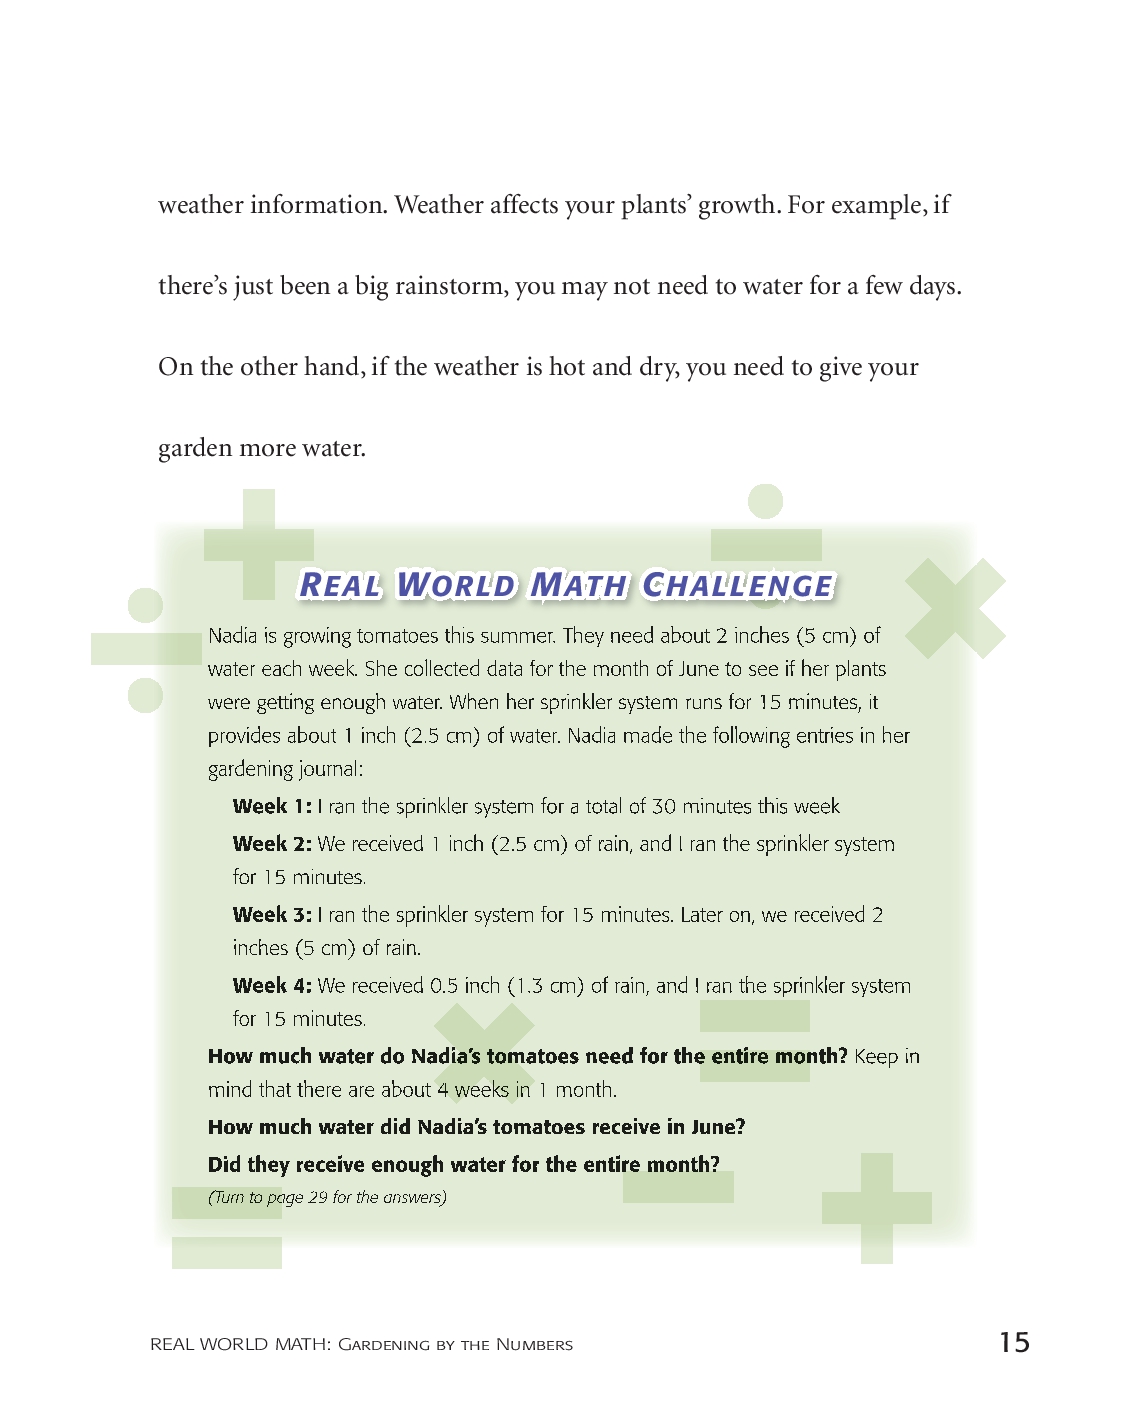 weather information. Weather affects your plants’ growth. For example, if
there’s just been a big rainstorm, you may not need to water for a few days.
On the other hand, if the weather is hot and dry, you need to give your
garden more water.
REAL WORLD MATH CHALLENGE
Nadia is growing tomatoes this summer. They need about 2 inches (5 cm) of
water each week. She collected data for the month of June to see if her plants
were getting enough water. When her sprinkler system runs for 15 minutes, it
provides about 1 inch (2.5 cm) of water. Nadia made the following entries in her
gardening journal:
Week 1: I ran the sprinkler system for a total of 30 minutes this week
Week 2: We received 1 inch (2.5 cm) of rain, and I ran the sprinkler system
for 15 minutes.
Week 3: I ran the sprinkler system for 15 minutes. Later on, we received 2
inches (5 cm) of rain.
Week 4: We received 0.5 inch (1.3 cm) of rain, and I ran the sprinkler system
for 15 minutes.
How much water do Nadia’s tomatoes need for the entire month? Keep in
mind that there are about 4 weeks in 1 month.
How much water did Nadia’s tomatoes receive in June?
Did they receive enough water for the entire month?
(Turn to page 29 for the answers)
REAL WORLD MATH: GARDENING BY THE NUMBERS 15